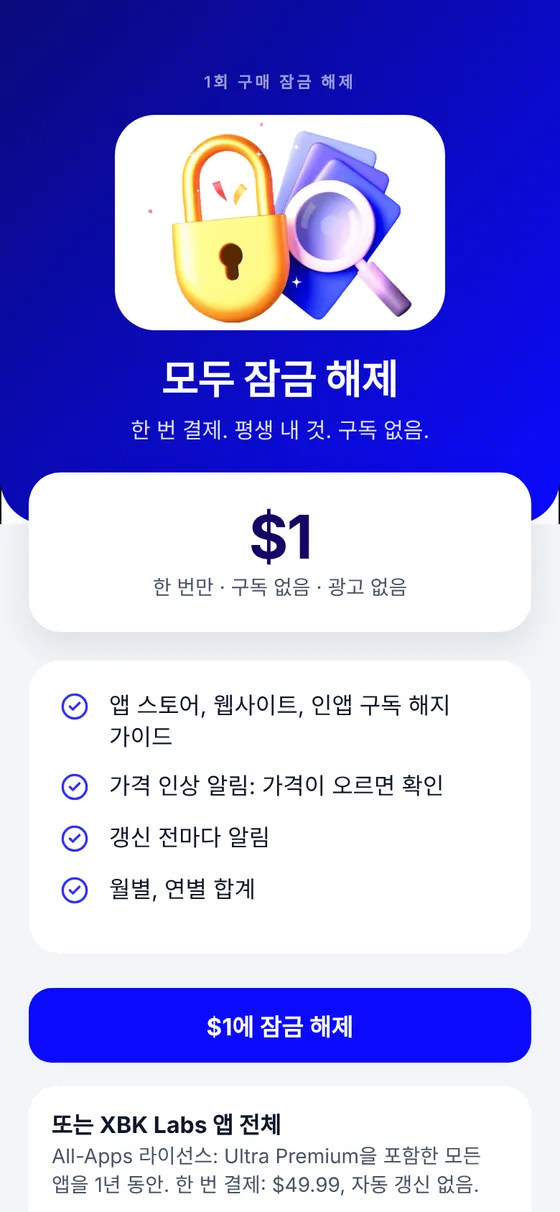 1회 구매 잠금 해제
모두 잠금 해제
한 번 결제. 평생 내 것. 구독 없음.
$1
한 번만 · 구독 없음 · 광고 없음
앱 스토어, 웹사이트, 인앱 구독 해지
가이드
가격 인상 알림: 가격이 오르면 확인
갱신 전마다 알림
월별, 연별 합계
$1에 잠금 해제
또는 XBK Labs 앱 전체
All-Apps 라이선스: Ultra Premium을 포함한 모든
앱을 1년 동안. 한 번 결제: $49.99, 자동 갱신 없음.